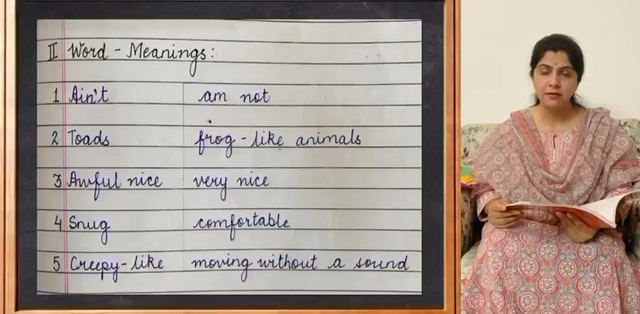 II Word - Meanings:
1 Ain't am not
2 Toads frog-like animals
3 Awful nice very nice
4 Snug comfortable
5 Creepy-like moving without a sound